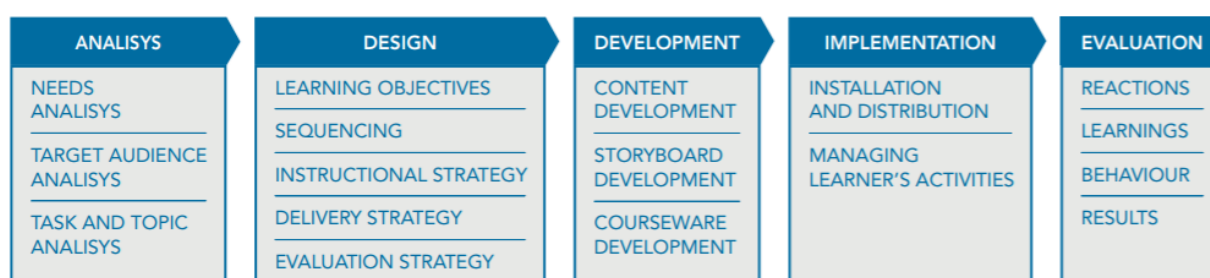 ANALISYS
NEEDS
ANALISYS
TARGET AUDIENCE
ANALISYS
TASK AND TOPIC
ANALISYS
DESIGN
LEARNING OBJECTIVES
SEQUENCING
INSTRUCTIONAL STRATEGY
DELIVERY STRATEGY
EVALUATION STRATEGY
DEVELOPMENT
CONTENT
DEVELOPMENT
STORYBOARD
DEVELOPMENT
COURSEWARE
DEVELOPMENT
IMPLEMENTATION
INSTALLATION
AND DISTRIBUTION
MANAGING
LEARNER’S ACTIVITIES
EVALUATION
REACTIONS
LEARNINGS
BEHAVIOUR
RESULTS